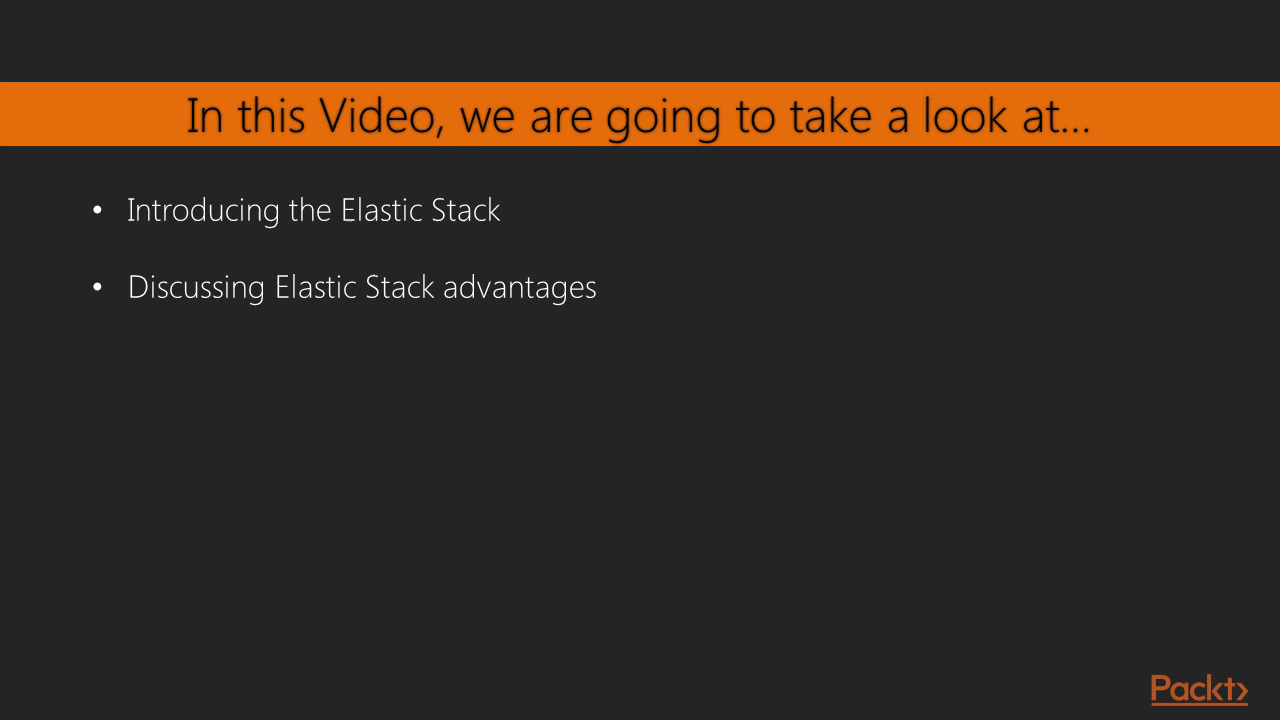 In this Video, we are going to take a look at...
• Introducing the Elastic Stack
• Discussing Elastic Stack advantages
Packt>